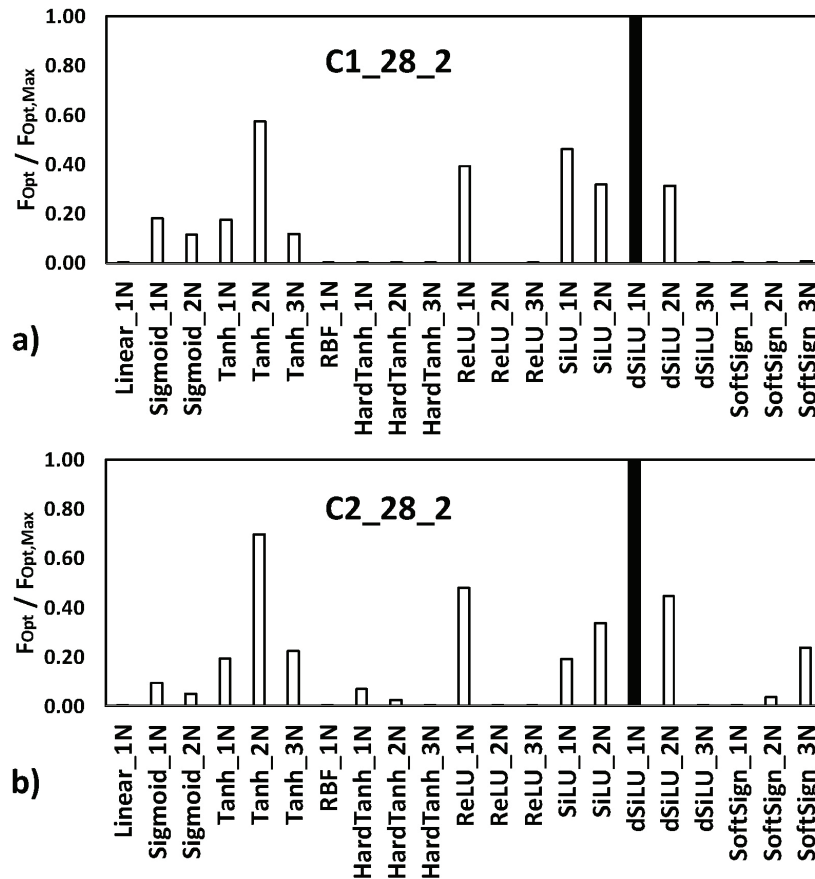 1.00
C1_28_2
0.80
0.60
0.40
0.20
0.00
FOpt / FOpt,Max
Linear_1N
Sigmoid_1N
Sigmoid_2N
Tanh_1N
Tanh_2N
Tanh_3N
RBF_1N
HardTanh_1N
HardTanh_2N
HardTanh_3N
ReLU_1N
ReLU_2N
ReLU_3N
SiLU_1N
SiLU_2N
dSiLU_1N
dSiLU_2N
dSiLU_3N
SoftSign_1N
SoftSign_2N
SoftSign_3N
a)
1.00
C2_28_2
0.80
0.60
0.40
0.20
0.00
FOpt / FOpt,Max
Linear_1N
Sigmoid_1N
Sigmoid_2N
Tanh_1N
Tanh_2N
Tanh_3N
RBF_1N
HardTanh_1N
HardTanh_2N
HardTanh_3N
ReLU_1N
ReLU_2N
ReLU_3N
SiLU_1N
SiLU_2N
dSiLU_1N
dSiLU_2N
dSiLU_3N
SoftSign_1N
SoftSign_2N
SoftSign_3N
b)